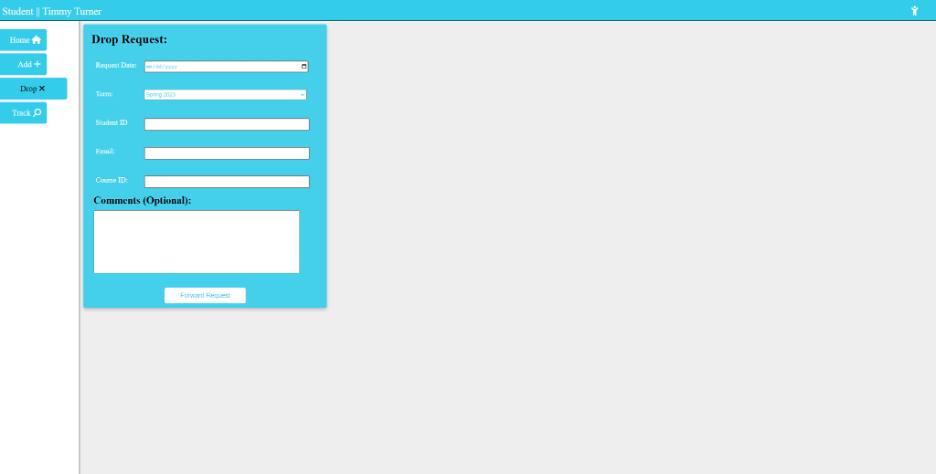 Student || Timmy Turner
Home
Add
Drop
Track
Drop Request:
Request Date: mm/dd/yyyy
Term: Spring 2023
Student ID
Email:
Course ID:
Comments (Optional):
Forward Request